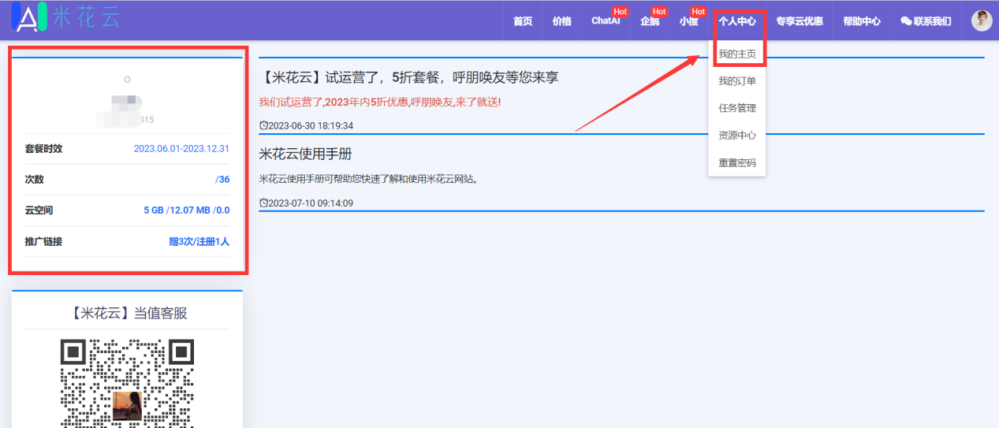 AI 米花云
首页
价格
ChatAI
Hot
企鹅
Hot
小度
Hot
个人中心
专享云优惠
帮助中心
联系我们
我的主页
我的订单
任务管理
资源中心
重置密码
015
套餐时效 2023.06.01-2023.12.31
次数 /36
云空间 5 GB /12.07 MB /0.0
推广链接 赠3次/注册1人
【米花云】当值客服
【米花云】试运营了，5折套餐，呼朋唤友等您来享
我们试运营了,2023年内5折优惠,呼朋唤友,来了就送!
2023-06-30 18:19:34
米花云使用手册
米花云使用手册可帮助您快速了解和使用米花云网站。
2023-07-10 09:14:09